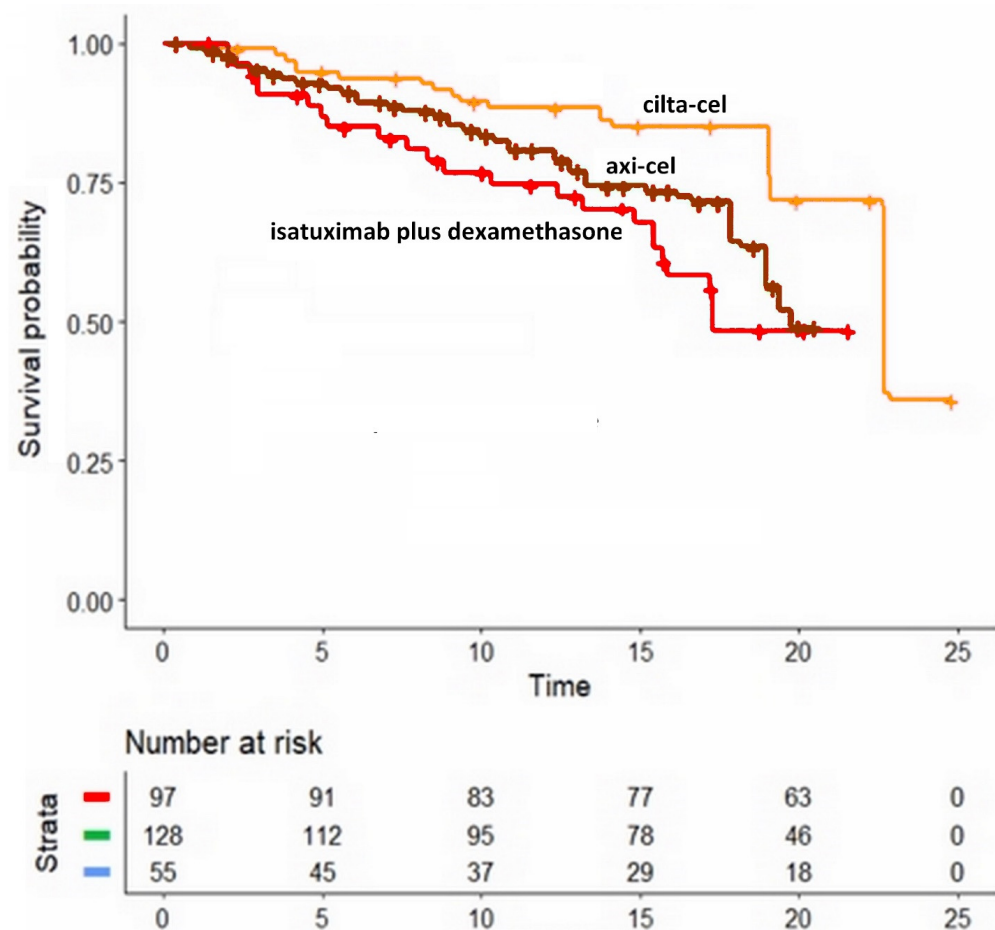 1.00
cilta-cel
axi-cel
0.75
isatuximab plus dexamethasone
Survival probability
0.50
0.25
0.00
0 5 10 15 20 25
Time
Number at risk
Strata
97 91 83 77 63 0
128 112 95 78 46 0
55 45 37 29 18 0
0 5 10 15 20 25